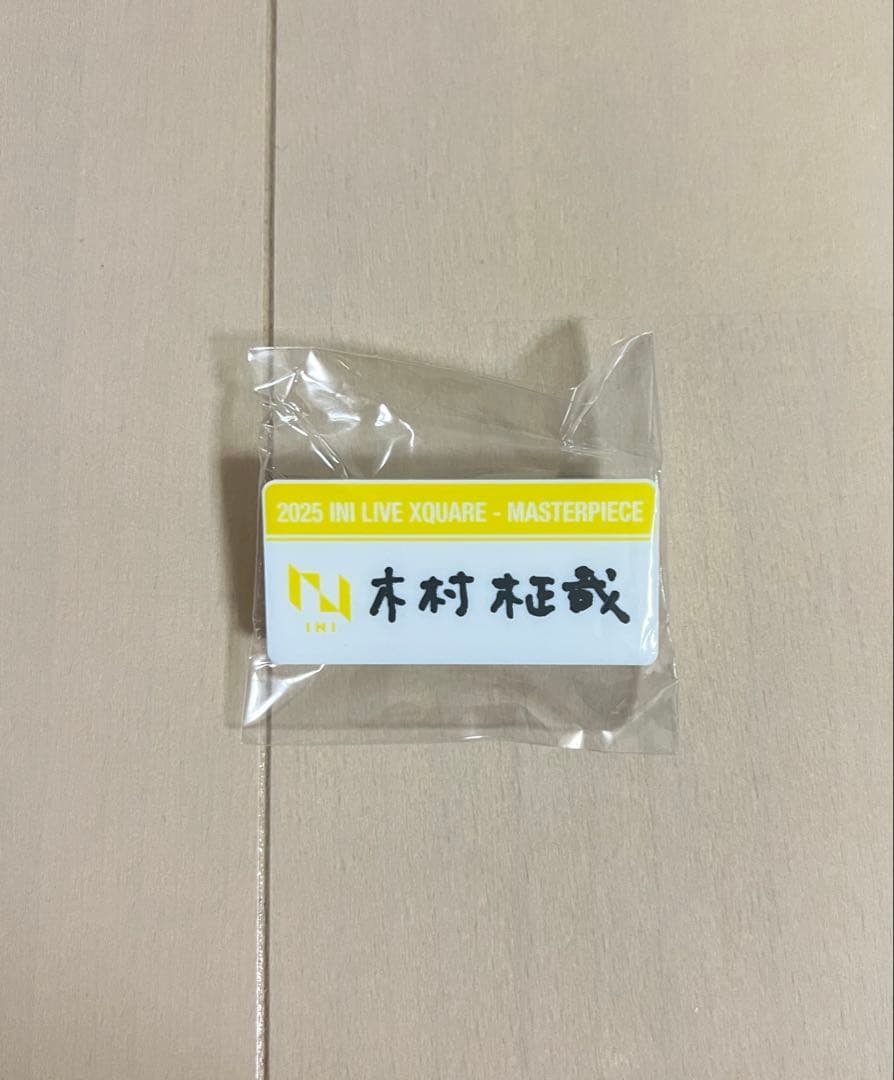 2025 INI LIVE XQUARE - MASTERPIECE
INI
木村 柾哉